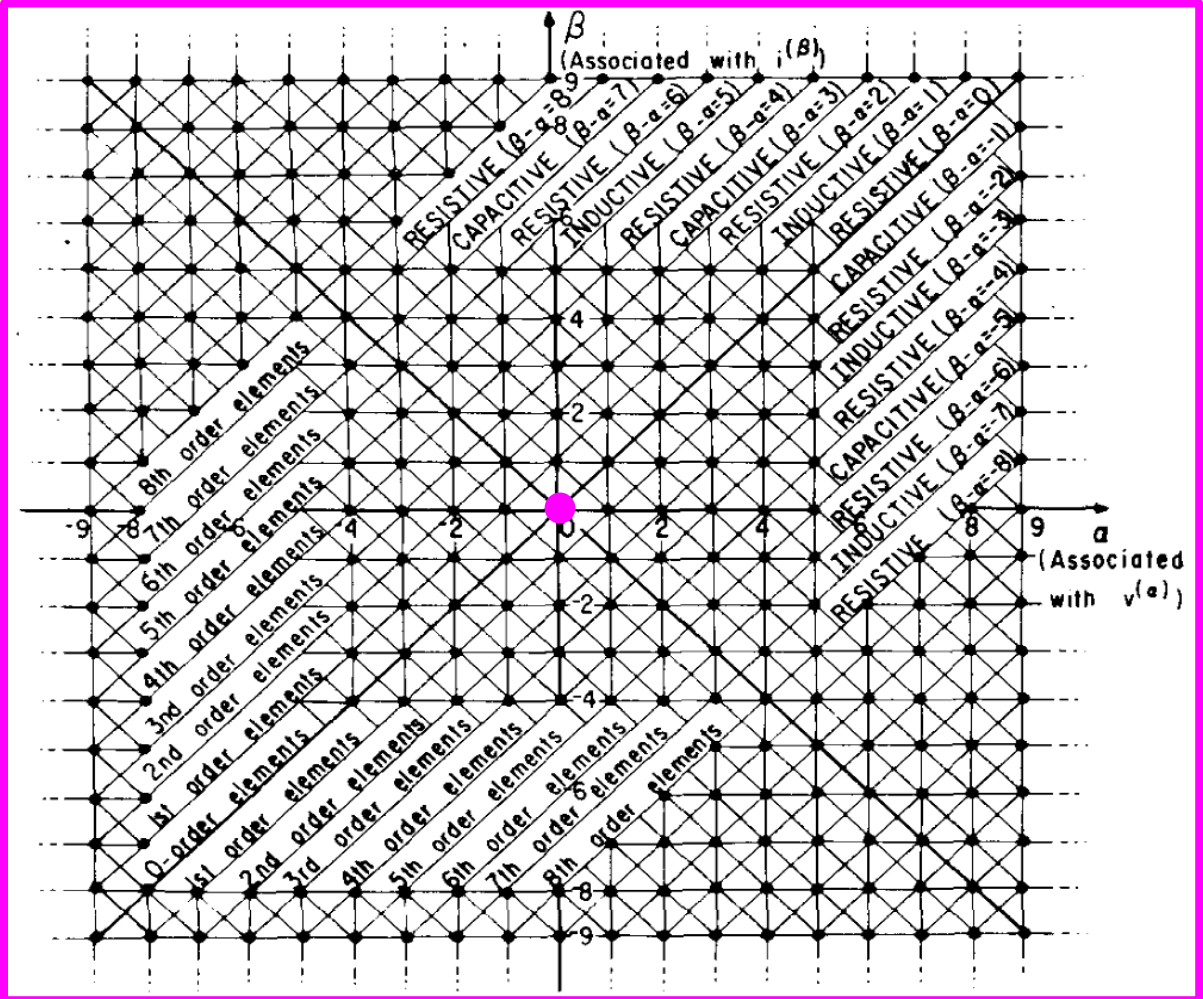 β
(Associated with i(β))
9
8
6
4
2
RESISTIVE (β-α=8)
CAPACITIVE (β-α=7)
RESISTIVE (β-α=6)
INDUCTIVE (β-α=5)
RESISTIVE (β-α=4)
CAPACITIVE (β-α=3)
RESISTIVE (β-α=2)
INDUCTIVE (β-α=1)
RESISTIVE (β-α=0)
CAPACITIVE (β-α=-1)
RESISTIVE (β-α=-2)
INDUCTIVE (β-α=-3)
RESISTIVE (β-α=-4)
CAPACITIVE (β-α=-5)
RESISTIVE (β-α=-6)
INDUCTIVE (β-α=-7)
RESISTIVE (β-α=-8)
-9 -8 -6 -4 -2 0 2 4 6 8 9
α
(Associated
with v(α))
8th order elements
7th order elements
6th order elements
5th order elements
4th order elements
3nd order elements
2nd order elements
1st order elements
0-order elements
1st order elements
2nd order elements
3rd order elements
4th order elements
5th order elements
6th order elements
7th order elements
8th order elements
-2
-4
6
-8
-9